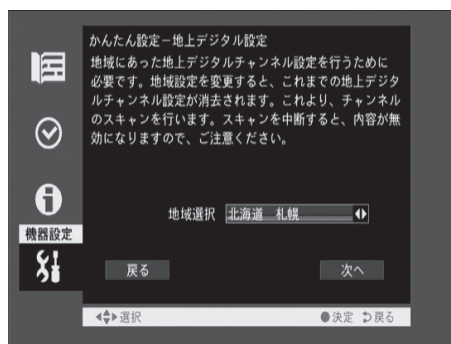 かんたん設定－地上デジタル設定
地域にあった地上デジタルチャンネル設定を行うために
必要です。地域設定を変更すると、これまでの地上デジタ
ルチャンネル設定が消去されます。これより、チャンネル
のスキャンを行います。スキャンを中断すると、内容が無
効になりますので、ご注意ください。
地域選択 北海道 札幌
機器設定
戻る 次へ
選択 決定 戻る